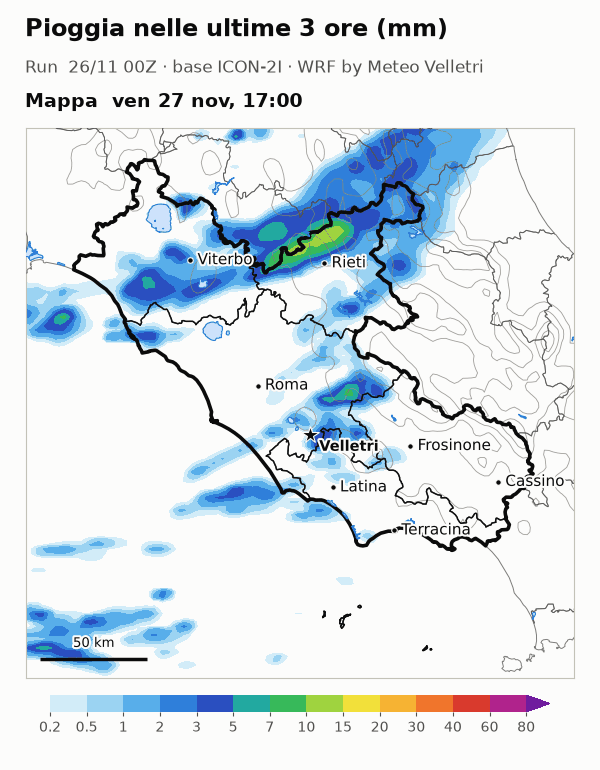 Pioggia nelle ultime 3 ore (mm)
Run  26/11 00Z · base ICON-2I · WRF by Meteo Velletri
Mappa  ven 27 nov, 17:00
Viterbo
Rieti
Roma
Velletri
Frosinone
Latina
Cassino
Terracina
50 km
0.2 0.5 1 2 3 5 7 10 15 20 30 40 60 80